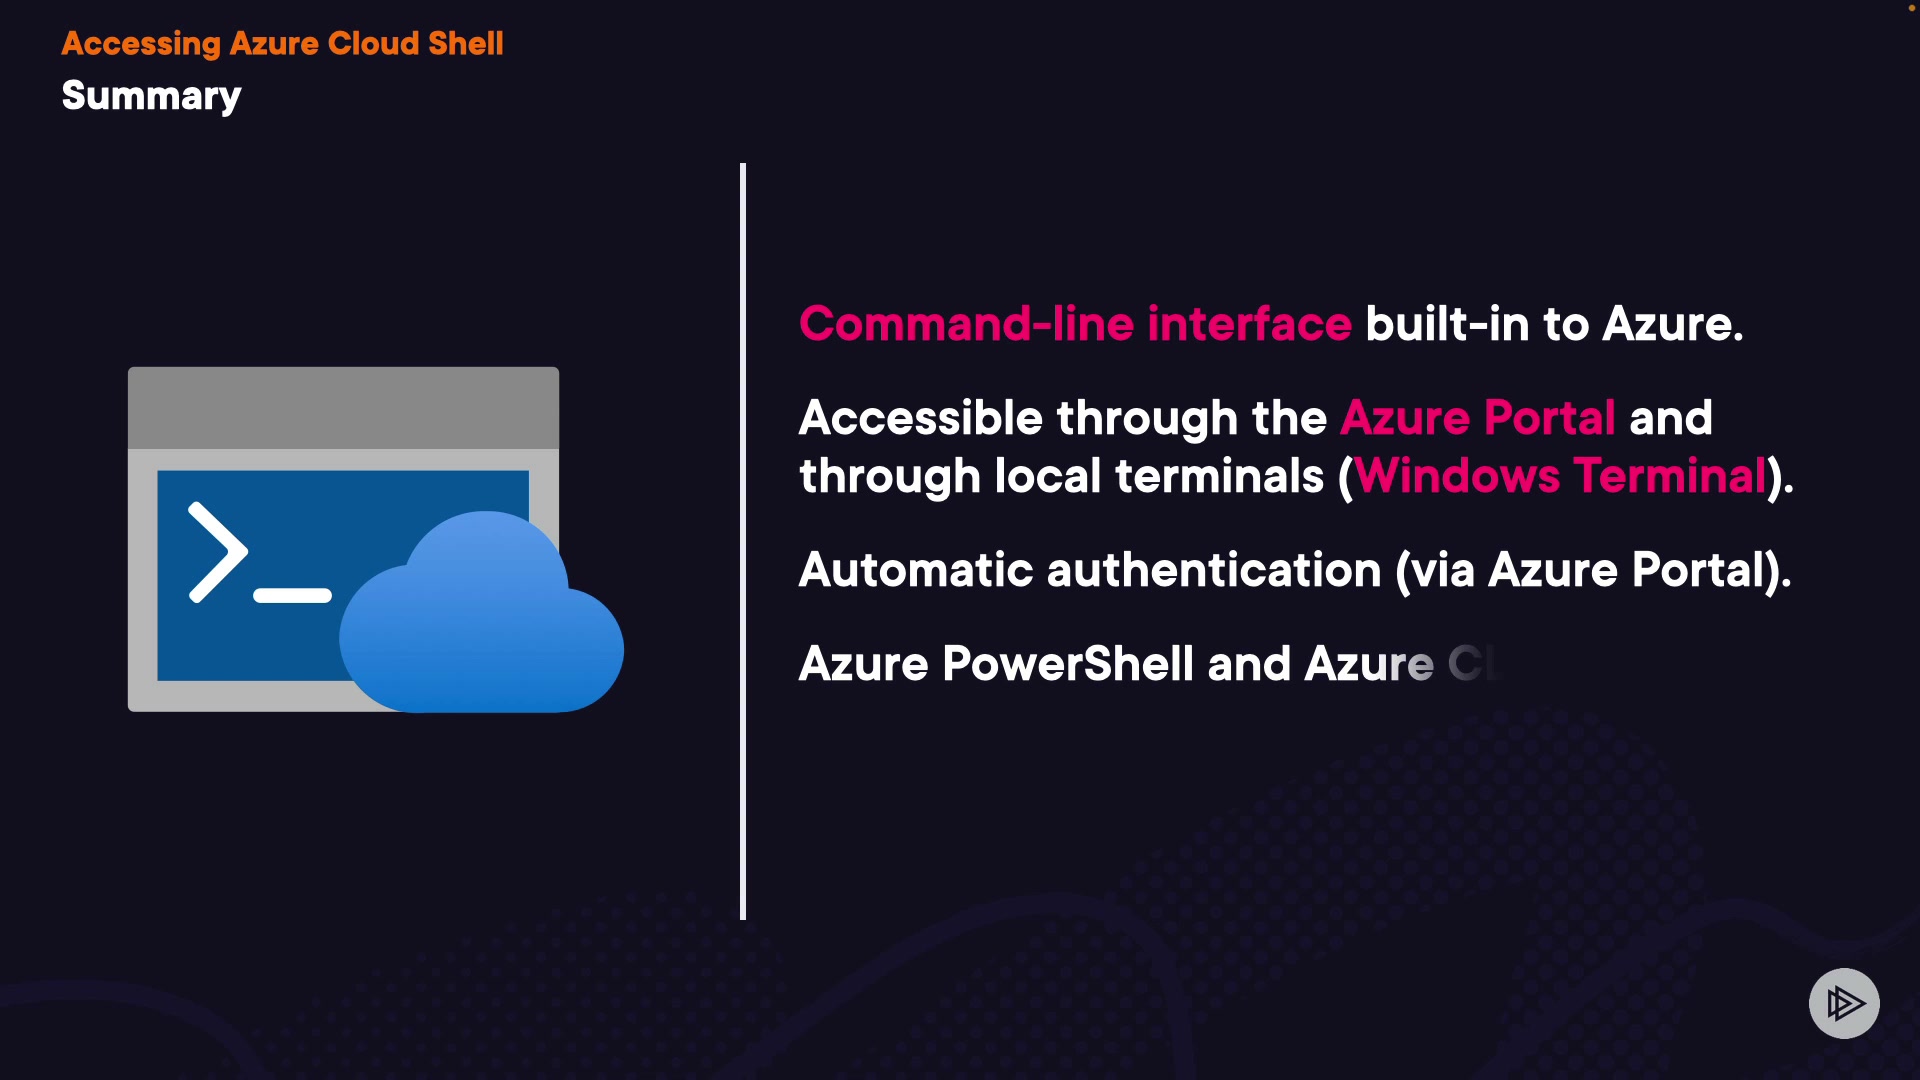 Accessing Azure Cloud Shell
Summary
Command-line interface built-in to Azure.
Accessible through the Azure Portal and
through local terminals (Windows Terminal).
Automatic authentication (via Azure Portal).
Azure PowerShell and Azure Cl